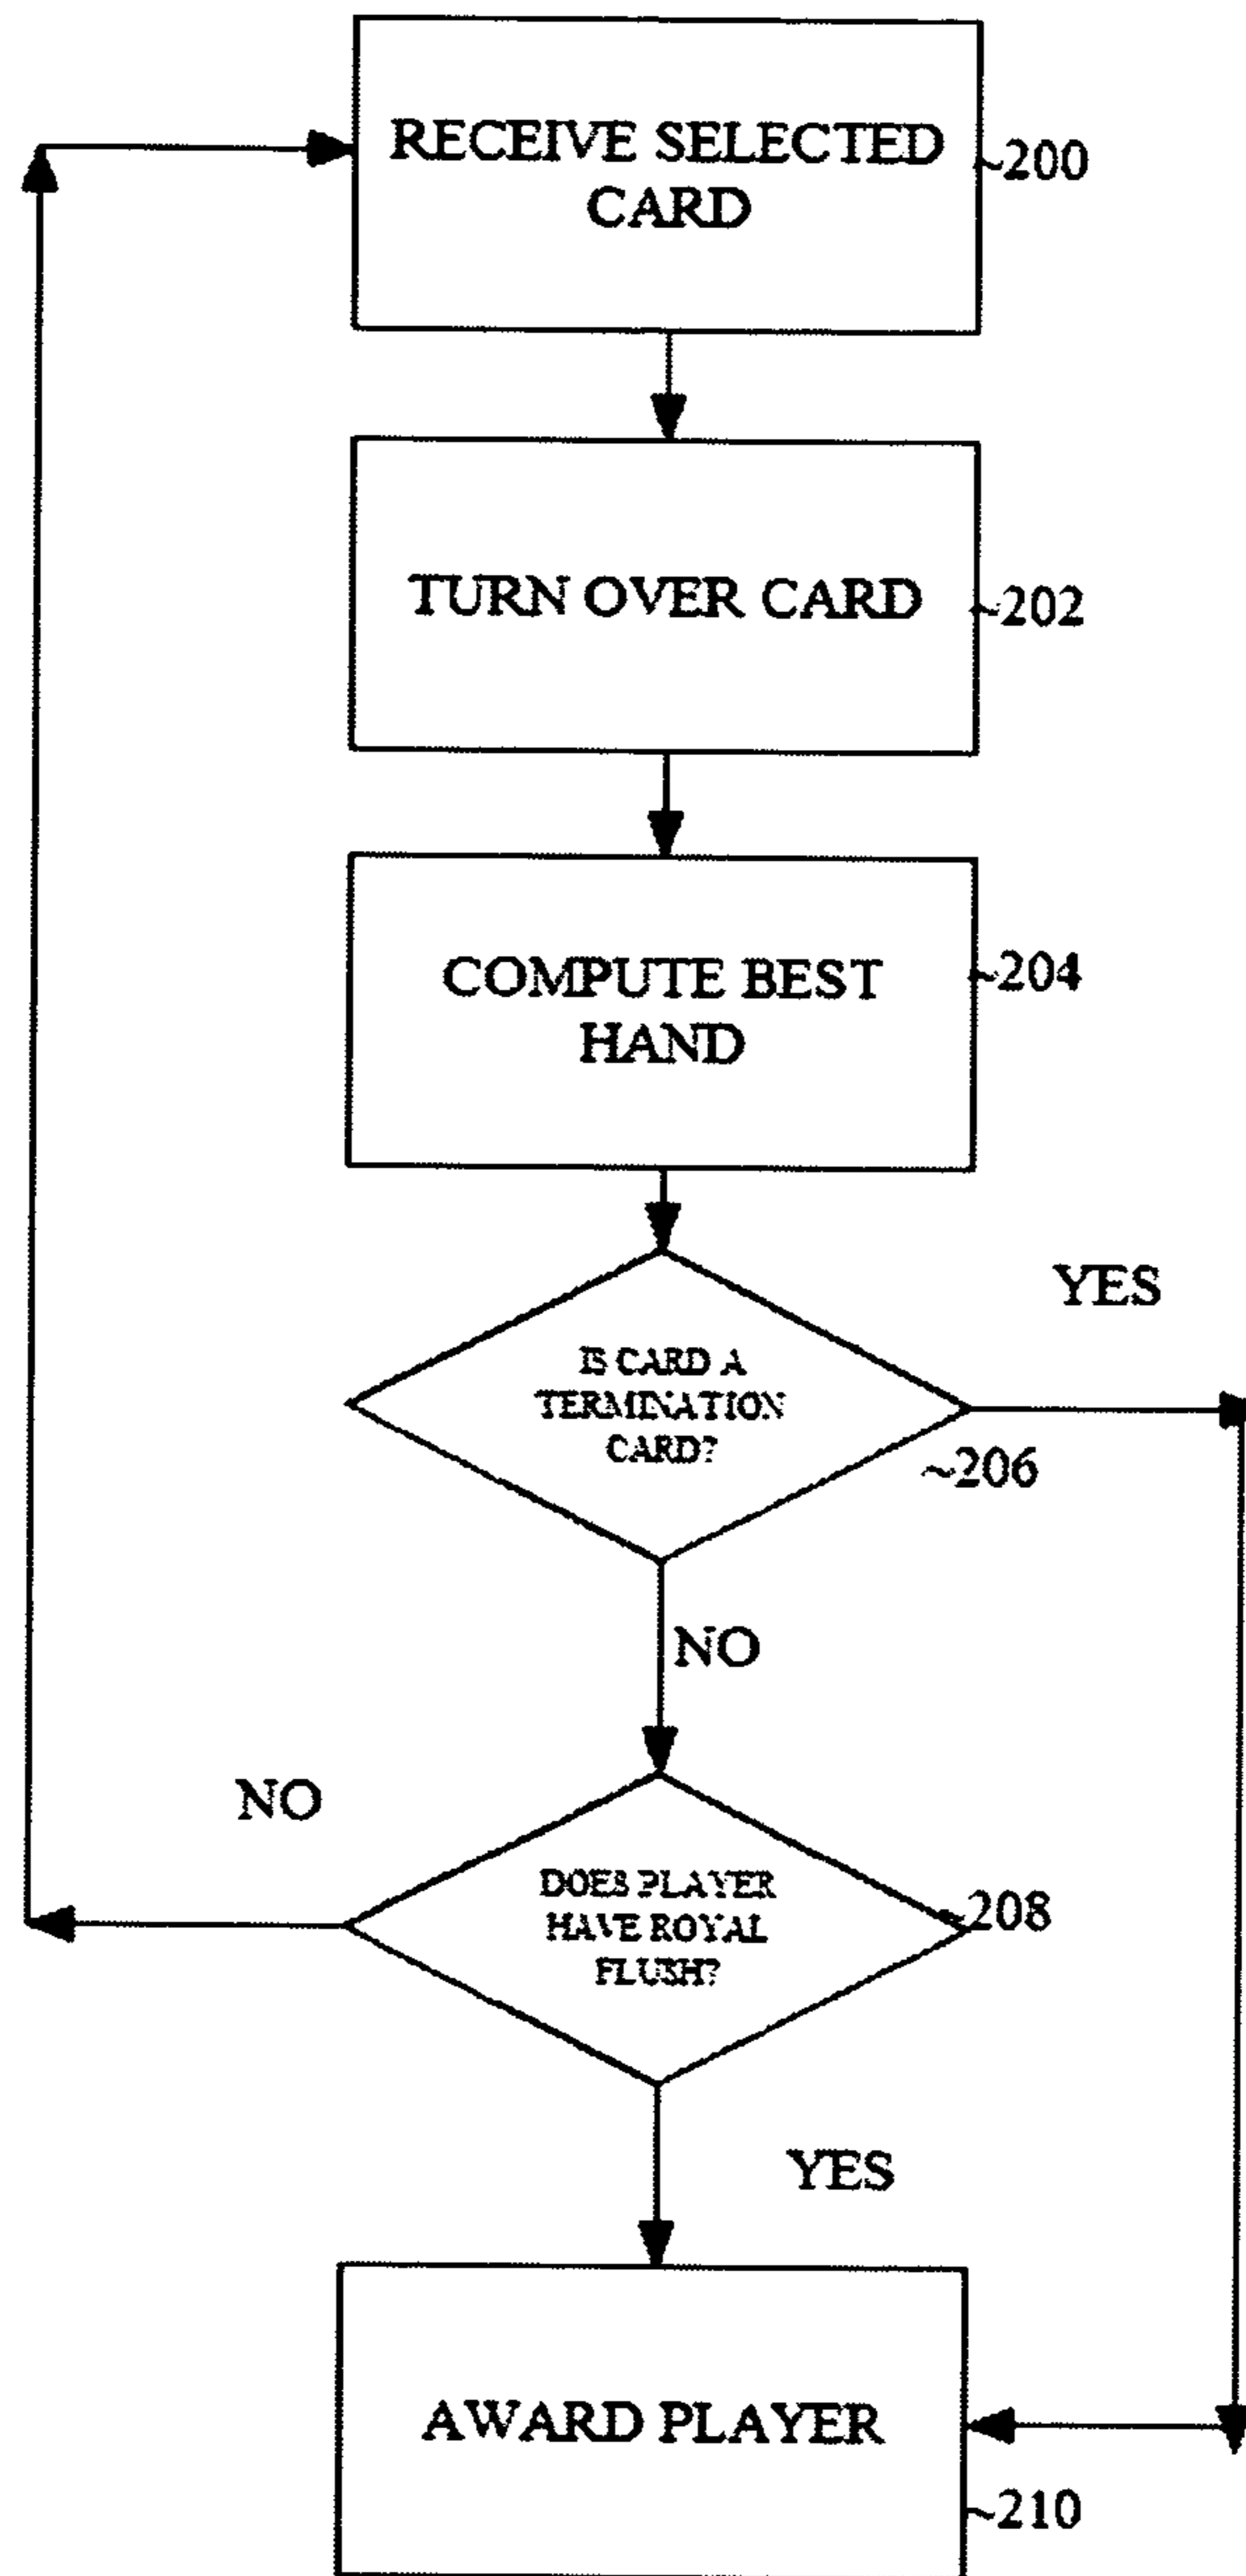 RECEIVE SELECTED
CARD
~200
TURN OVER CARD
~202
COMPUTE BEST
HAND
~204
YES
IS CARD A
TERMINATION
CARD?
~206
NO
NO
DOES PLAYER
HAVE ROYAL
FLUSH?
~208
YES
AWARD PLAYER
~210